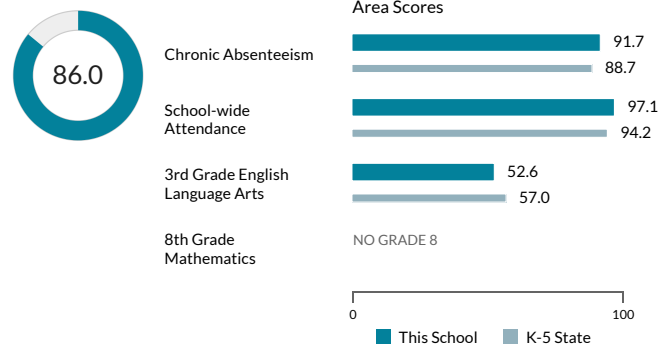 86.0
Area Scores
Chronic Absenteeism
91.7
88.7
School-wide
Attendance
97.1
94.2
3rd Grade English
Language Arts
52.6
57.0
8th Grade
Mathematics
NO GRADE 8
0
100
This School
K-5 State